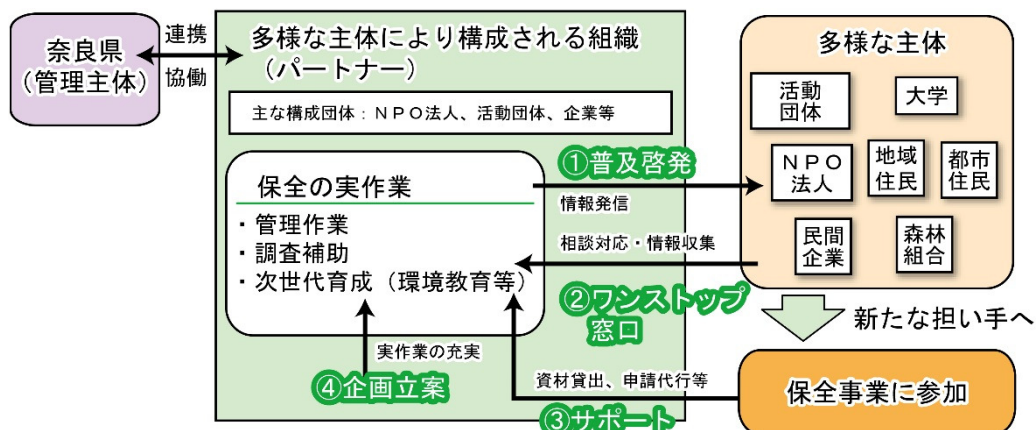 奈良県
（管理主体）
連携
協働
多様な主体により構成される組織
（パートナー）
主な構成団体：ＮＰＯ法人、活動団体、企業等
保全の実作業
・管理作業
・調査補助
・次世代育成（環境教育等）
①普及啓発
情報発信
相談対応・情報収集
②ワンストップ
窓口
実作業の充実
④企画立案
資材貸出、申請代行等
③サポート
多様な主体
活動
団体
大学
ＮＰＯ
法人
地域
住民
都市
住民
民間
企業
森林
組合
新たな担い手へ
保全事業に参加